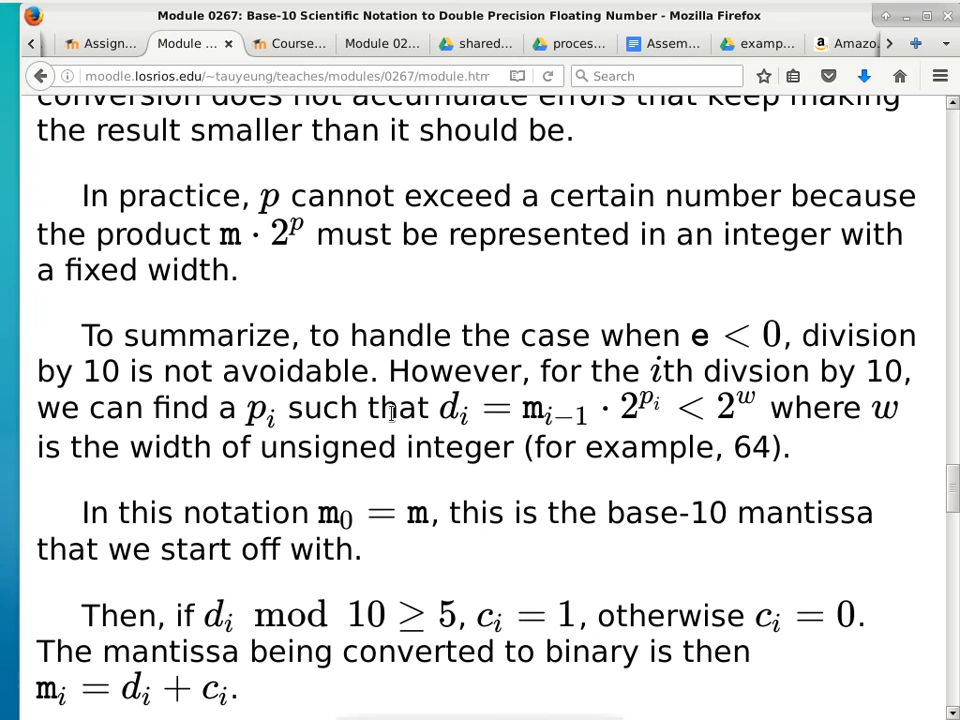 Module 0267: Base-10 Scientific Notation to Double Precision Floating Number - Mozilla Firefox
Assign... Module ... × Course... Module 02... shared... proces... Assem... examp... Amazo.
moodle.losrios.edu/~tauyeung/teaches/modules/0267/module.htm Search
conversion does not accumulate errors that keep making
the result smaller than it should be.
In practice, p cannot exceed a certain number because
the product m · 2^p must be represented in an integer with
a fixed width.
To summarize, to handle the case when e < 0, division
by 10 is not avoidable. However, for the ith divsion by 10,
we can find a p_i such that d_i = m_{i−1} · 2^{p_i} < 2^w where w
is the width of unsigned integer (for example, 64).
In this notation m_0 = m, this is the base-10 mantissa
that we start off with.
Then, if d_i mod 10 ≥ 5, c_i = 1, otherwise c_i = 0.
The mantissa being converted to binary is then
m_i = d_i + c_i.